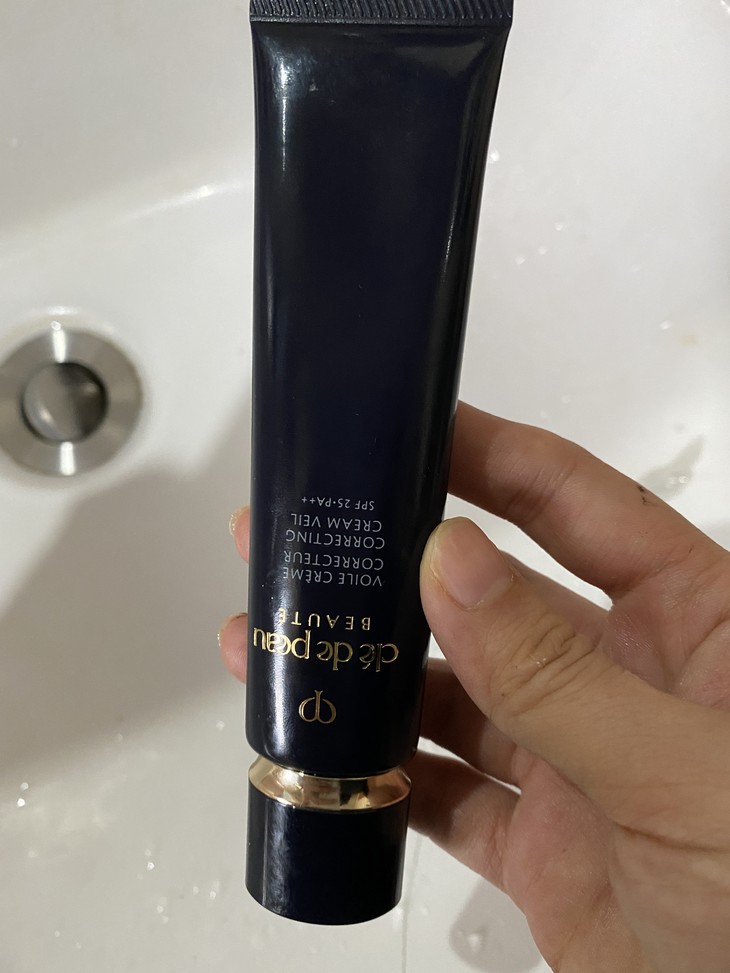 clé de peau
BEAUTÉ
VOILE CRÈME
CORRECTEUR
CORRECTING
CREAM VEIL
SPF 25·PA++